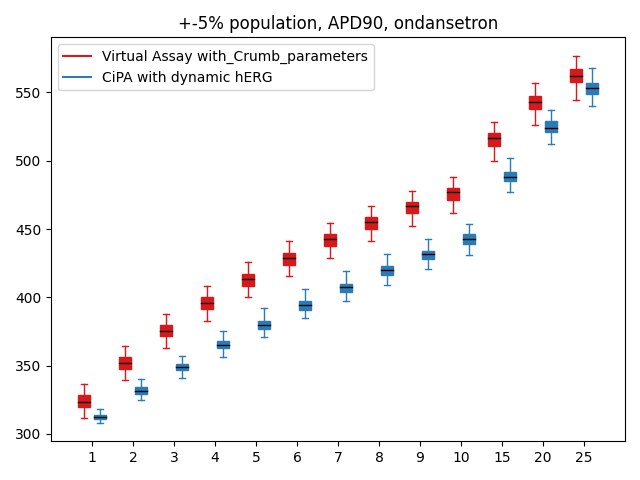 +-5% population, APD90, ondansetron
Virtual Assay with_Crumb_parameters
CiPA with dynamic hERG
550
500
450
400
350
300
1 2 3 4 5 6 7 8 9 10 15 20 25